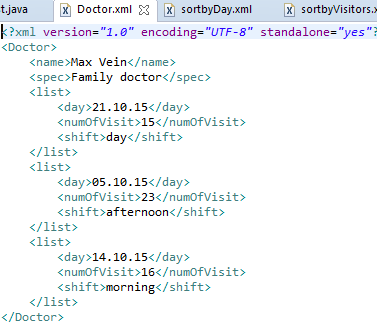 t.java Doctor.xml sortbyDay.xml sortbyVisitors.x
<?xml version="1.0" encoding="UTF-8" standalone="yes"?
<Doctor>
<name>Max Vein</name>
<spec>Family doctor</spec>
<list>
<day>21.10.15</day>
<numOfVisit>15</numOfVisit>
<shift>day</shift>
</list>
<list>
<day>05.10.15</day>
<numOfVisit>23</numOfVisit>
<shift>afternoon</shift>
</list>
<list>
<day>14.10.15</day>
<numOfVisit>16</numOfVisit>
<shift>morning</shift>
</list>
</Doctor>